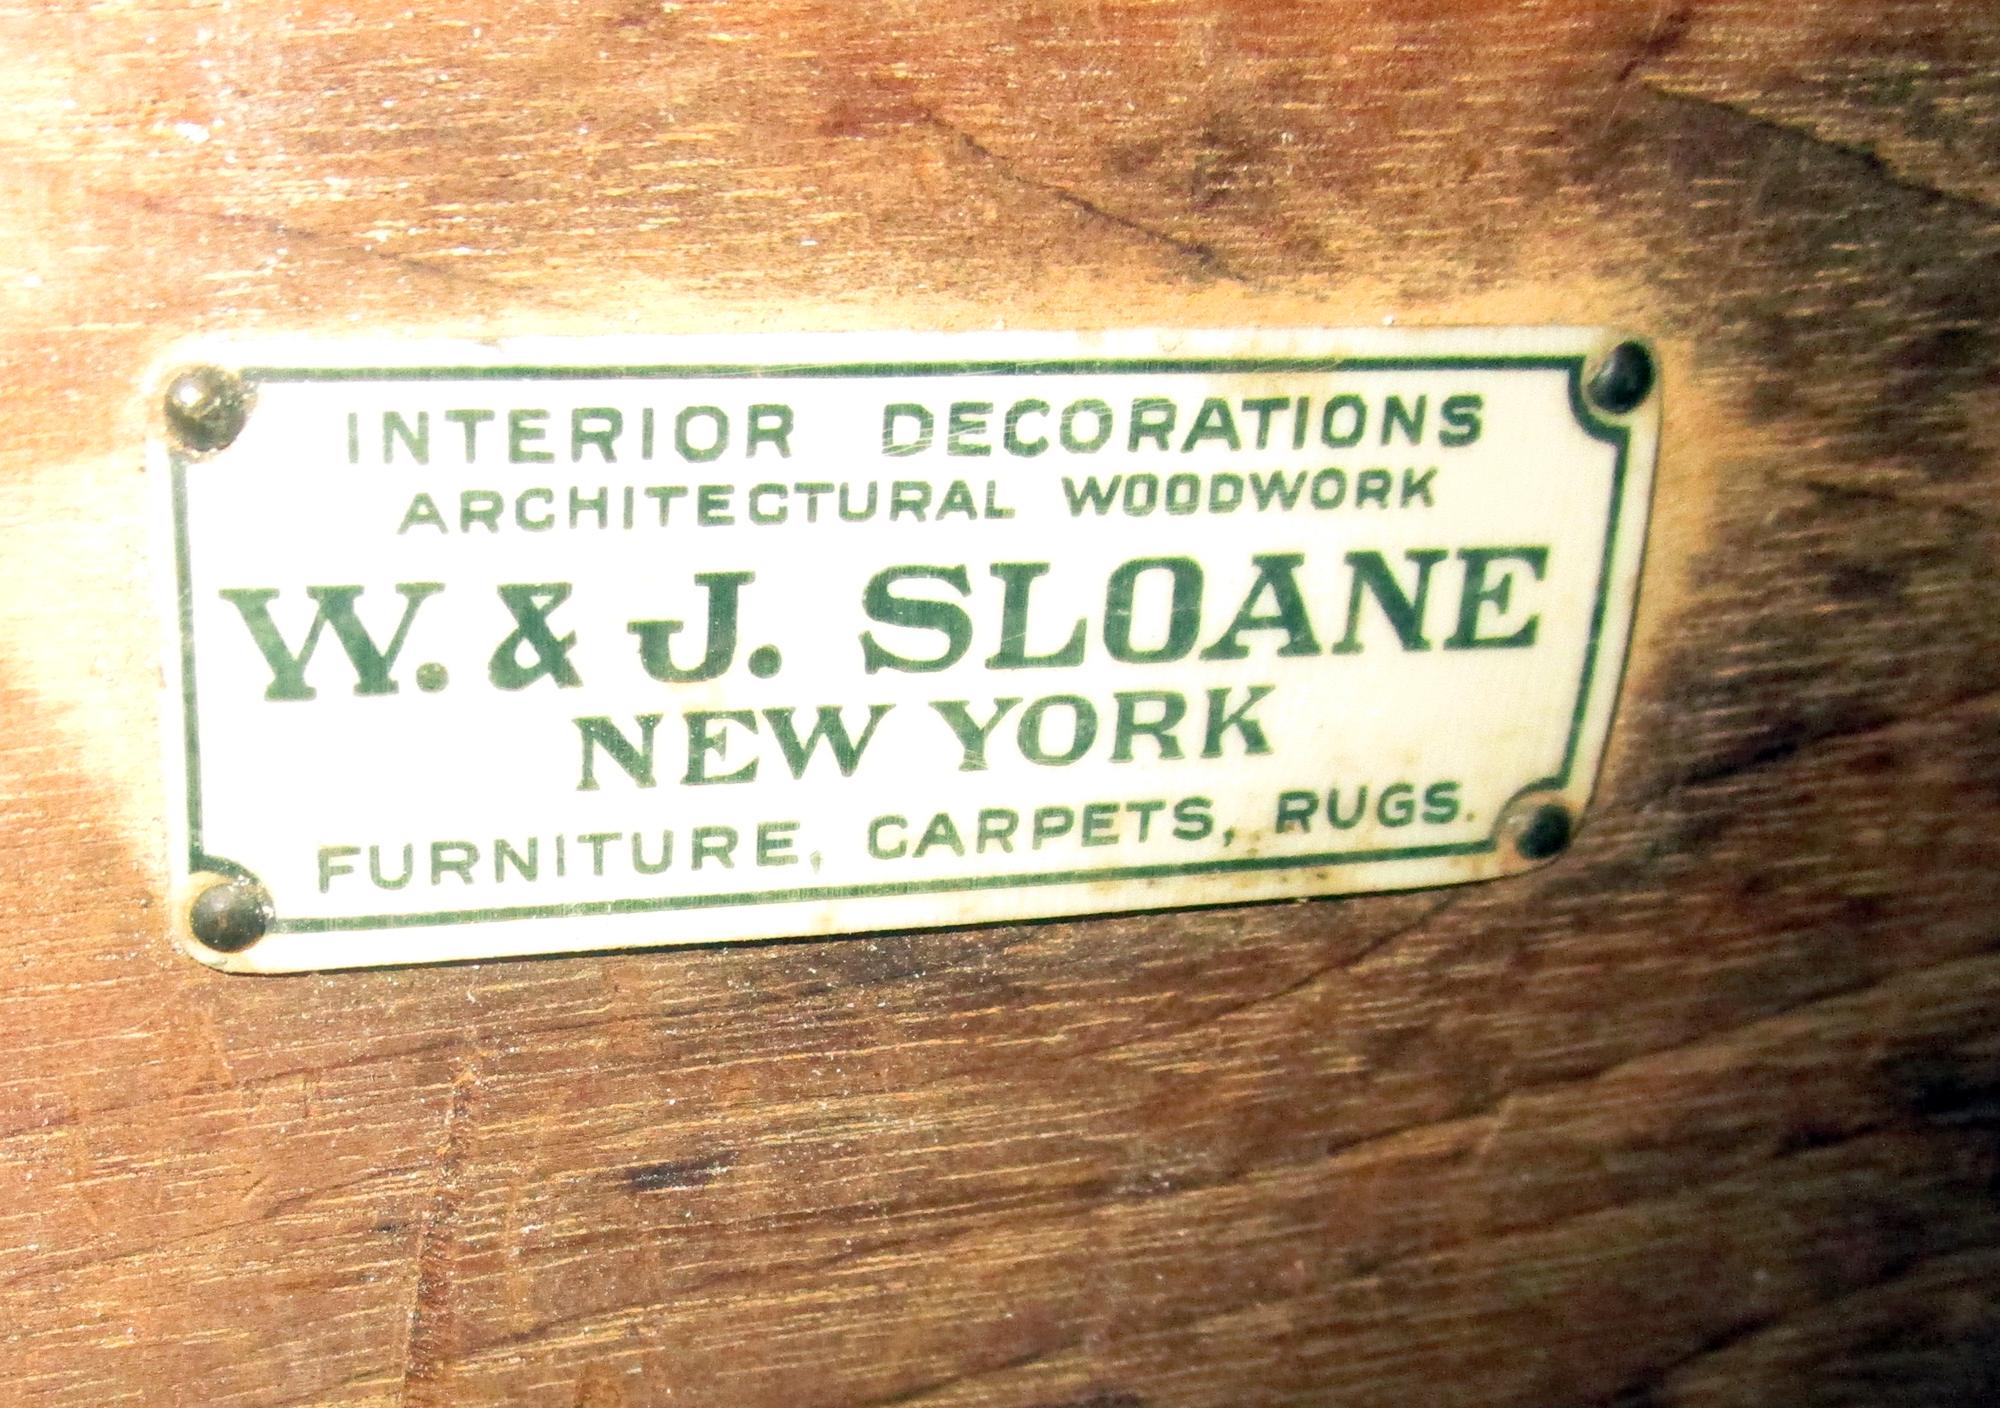 INTERIOR DECORATIONS
ARCHITECTURAL WOODWORK
W. & J. SLOANE
NEW YORK
FURNITURE, CARPETS, RUGS.